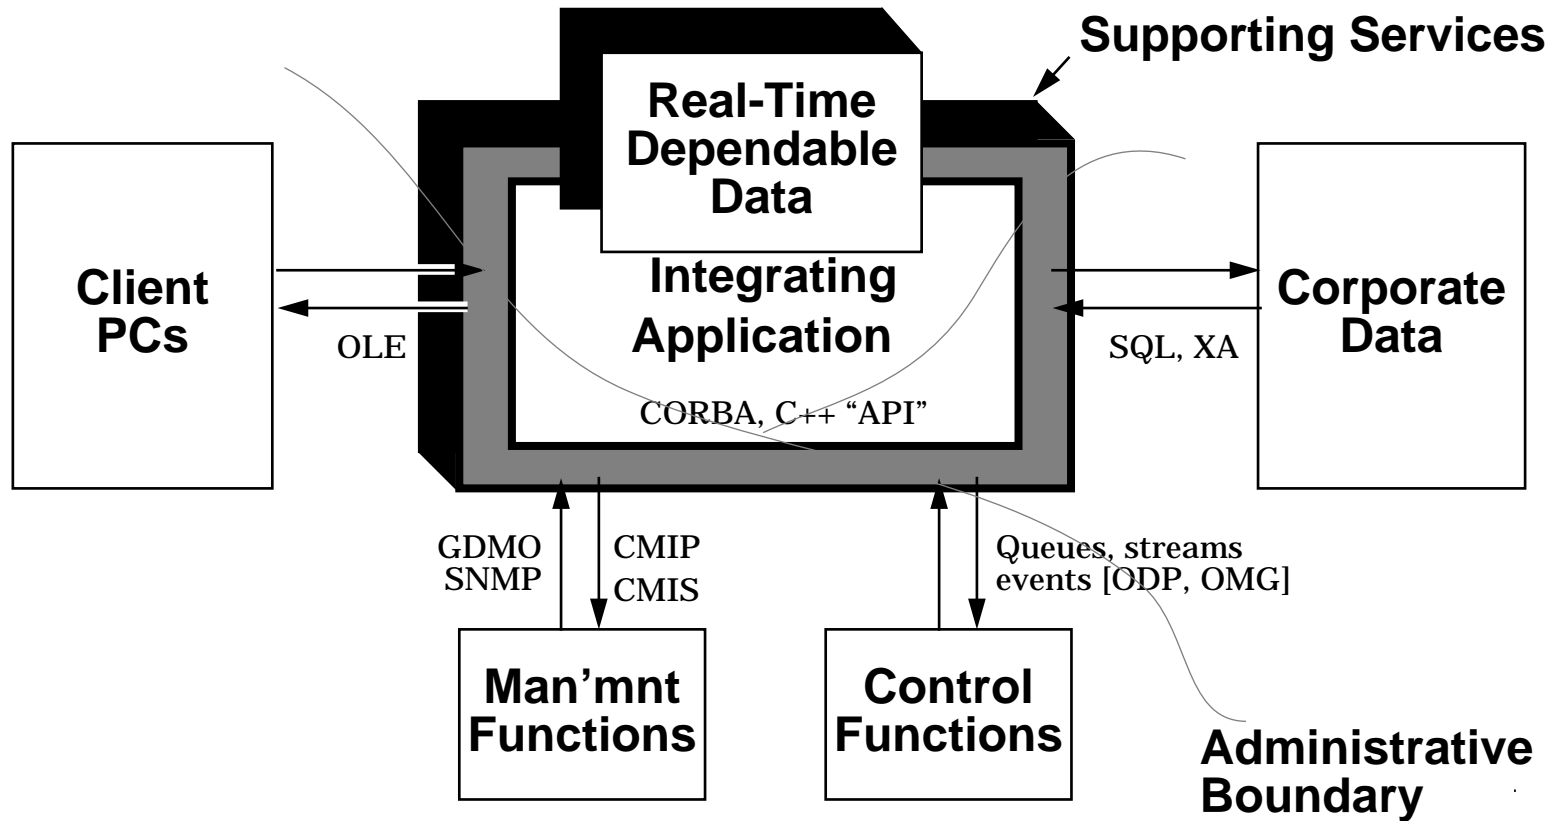 Supporting Services
Real-Time
Dependable
Data
Client
PCs
Integrating
Application
Corporate
Data
OLE
SQL, XA
CORBA, C++ “API”
GDMO
SNMP
CMIP
CMIS
Queues, streams
events [ODP, OMG]
Man’mnt
Functions
Control
Functions
Administrative
Boundary